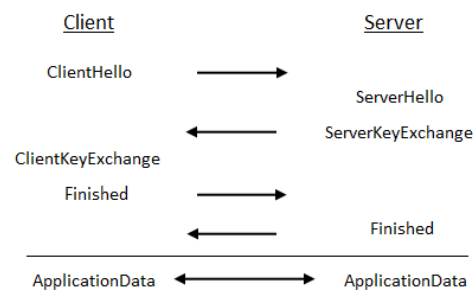 Client Server
ClientHello
ServerHello
ServerKeyExchange
ClientKeyExchange
Finished
Finished
ApplicationData ApplicationData